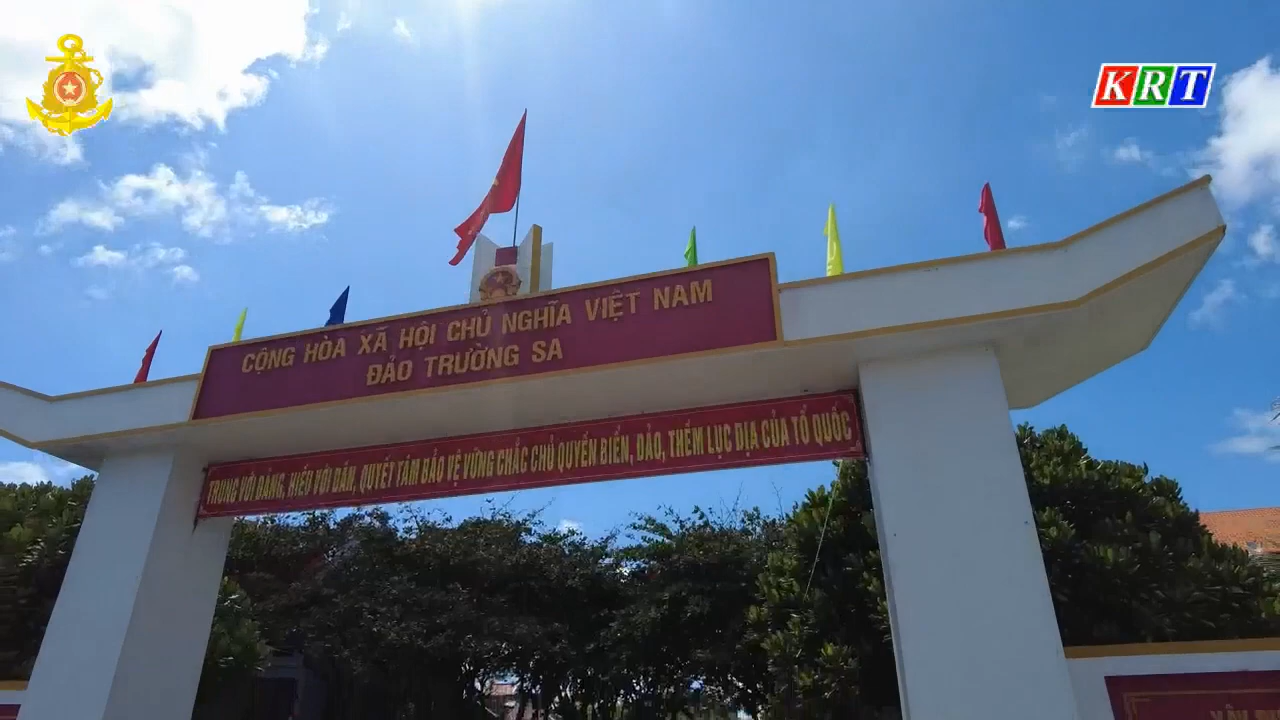 KRT
CỘNG HÒA XÃ HỘI CHỦ NGHĨA VIỆT NAM
ĐẢO TRƯỜNG SA
TRUNG VỚI ĐẢNG, HIẾU VỚI DÂN, QUYẾT TÂM BẢO VỆ VỮNG CHẮC CHỦ QUYỀN BIỂN, ĐẢO, THỀM LỤC ĐỊA CỦA TỔ QUỐC